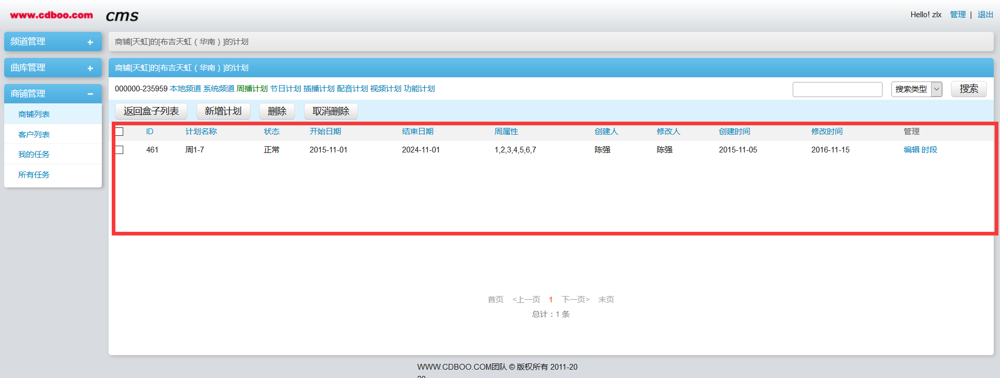 www.cdboo.com cms
Hello! zlx 管理 | 退出
频道管理 +
曲库管理 +
商铺管理 −
商铺列表
客户列表
我的任务
所有任务
商铺[天虹]的[布吉天虹（华南）]的计划
商铺[天虹]的[布吉天虹（华南）]的计划
000000-235959 本地频道 系统频道 周播计划 节日计划 插播计划 配音计划 视频计划 功能计划
搜索类型 搜索
返回盒子列表 新增计划 删除 取消删除
ID 计划名称 状态 开始日期 结束日期 周属性 创建人 修改人 创建时间 修改时间 管理
461 周1-7 正常 2015-11-01 2024-11-01 1,2,3,4,5,6,7 陈强 陈强 2015-11-05 2016-11-15 编辑 时段
首页 <上一页 1 下一页> 末页
总计：1 条
WWW.CDBOO.COM团队 © 版权所有 2011-20
20